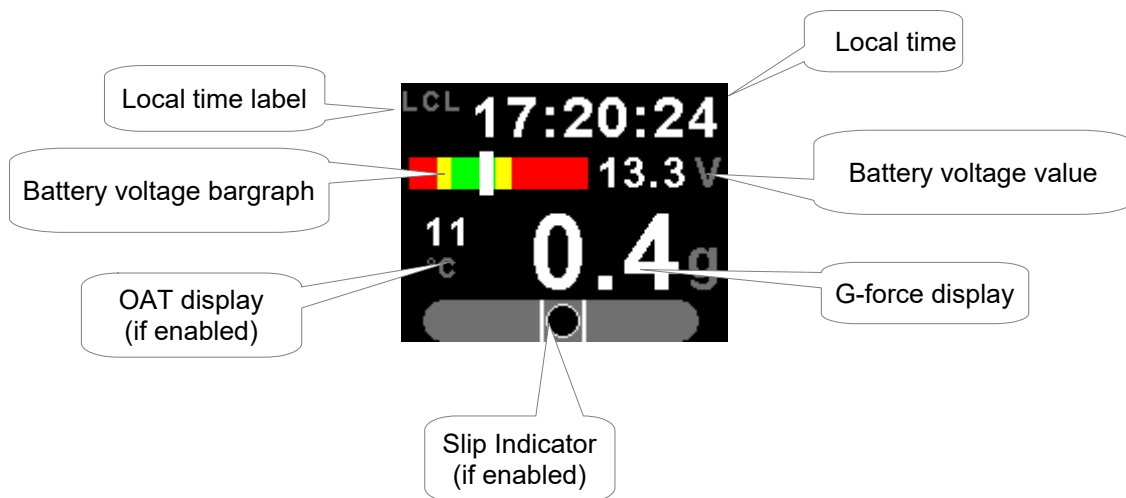 Local time
Local time label
LCL 17:20:24
Battery voltage bargraph
13.3 V
Battery voltage value
11
°C
0.4 g
OAT display
(if enabled)
G-force display
Slip Indicator
(if enabled)